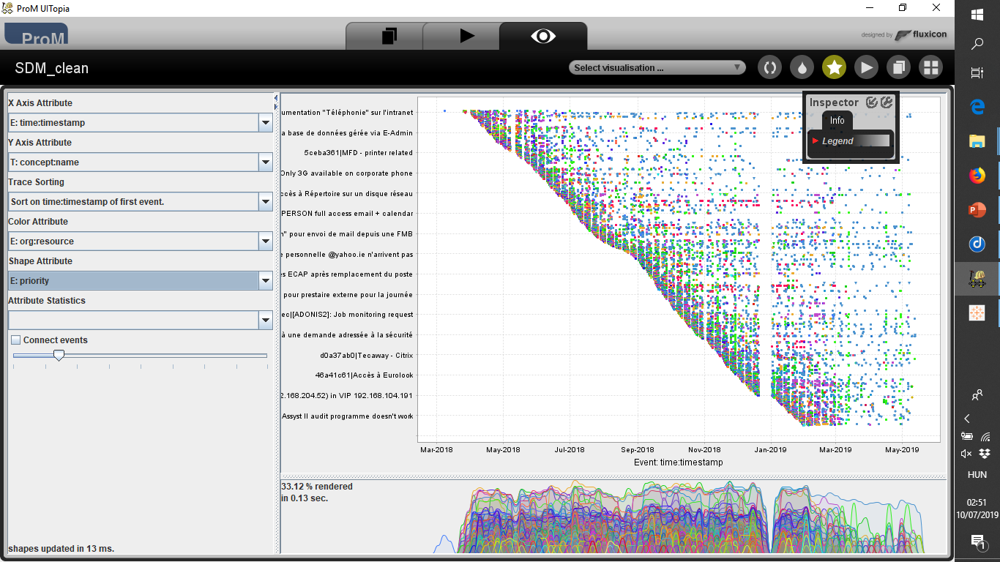 ProM UITopia
ProM
designed by fluxicon
SDM_clean
Select visualisation ...
X Axis Attribute
E: time:timestamp
Y Axis Attribute
T: concept:name
Trace Sorting
Sort on time:timestamp of first event.
Color Attribute
E: org:resource
Shape Attribute
E: priority
Attribute Statistics
Connect events
shapes updated in 13 ms.
umentation "Téléphonie" sur l'intranet
a base de données gérée via E-Admin
5ceba361|MFD - printer related
Only 3G available on corporate phone
ccès à Répertoire sur un disque réseau
PERSON full access email + calendar
n" pour envoi de mail depuis une FMB
e personnelle @yahoo.ie n'arrivent pas
es ECAP après remplacement du poste
pour prestaire externe pour la journée
ec|[ADONIS2]: Job monitoring request
à une demande adressée à la sécurité
d0a37ab0|Tecaway - Citrix
46a41c61|Accès à Eurolook
2.168.204.52) in VIP 192.168.104.191
Assyst II audit programme doesn't work
Mar-2018 May-2018 Jul-2018 Sep-2018 Nov-2018 Jan-2019 Mar-2019 May-2019
Event: time:timestamp
Inspector
Info
Legend
33.12 % rendered
in 0.13 sec.
HUN
02:51
10/07/2019
1